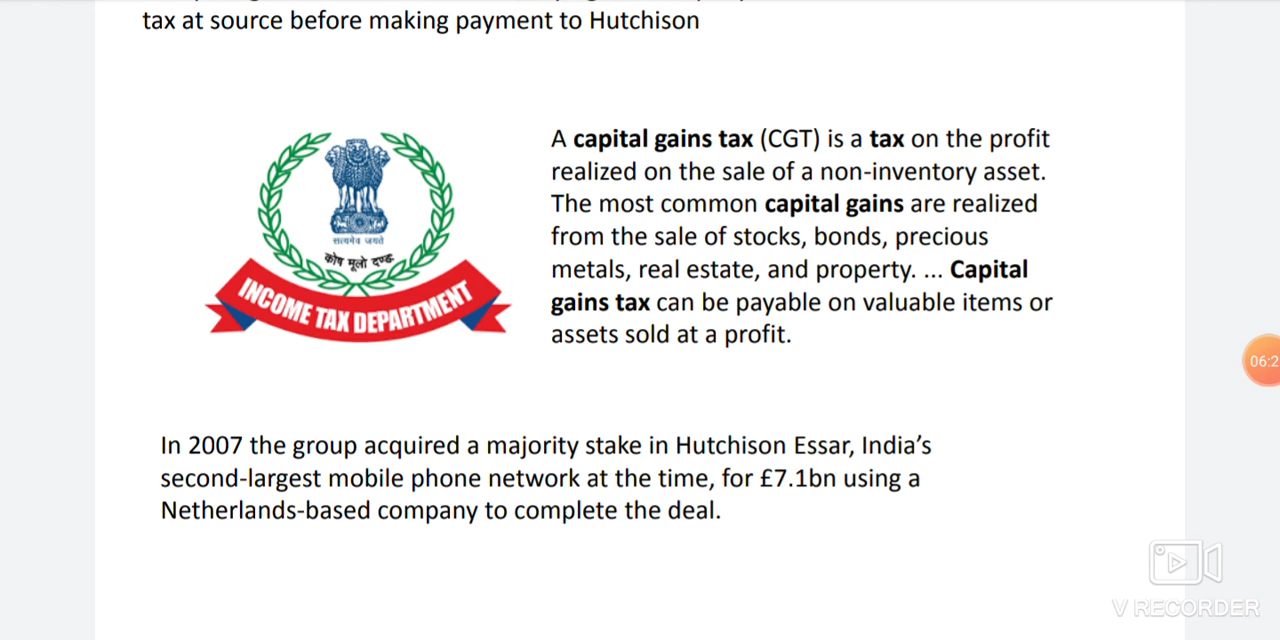 tax at source before making payment to Hutchison
सत्यमेव जयते
कोष मूलो दण्ड
INCOME TAX DEPARTMENT
A capital gains tax (CGT) is a tax on the profit
realized on the sale of a non-inventory asset.
The most common capital gains are realized
from the sale of stocks, bonds, precious
metals, real estate, and property. ... Capital
gains tax can be payable on valuable items or
assets sold at a profit.
06:2
In 2007 the group acquired a majority stake in Hutchison Essar, India’s
second-largest mobile phone network at the time, for £7.1bn using a
Netherlands-based company to complete the deal.
V RECORDER